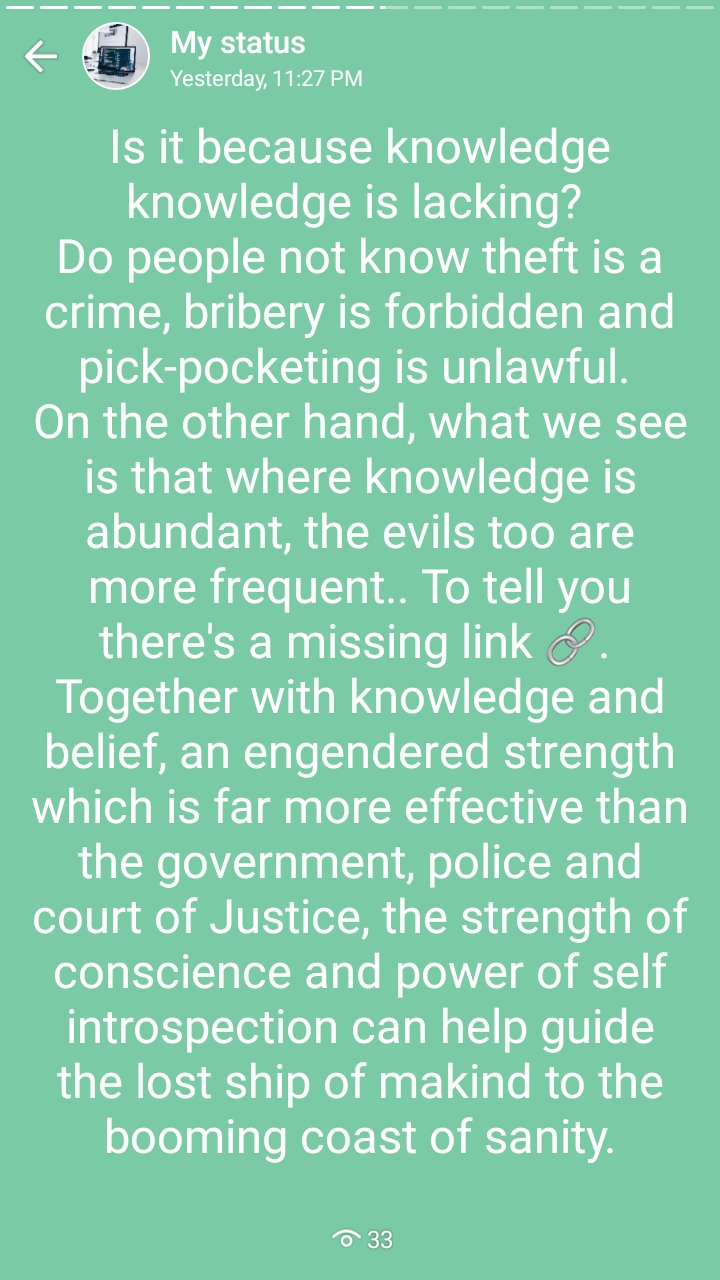 My status
Yesterday, 11:27 PM
Is it because knowledge
knowledge is lacking?
Do people not know theft is a
crime, bribery is forbidden and
pick-pocketing is unlawful.
On the other hand, what we see
is that where knowledge is
abundant, the evils too are
more frequent.. To tell you
there's a missing link 🔗.
Together with knowledge and
belief, an engendered strength
which is far more effective than
the government, police and
court of Justice, the strength of
conscience and power of self
introspection can help guide
the lost ship of makind to the
booming coast of sanity.
33